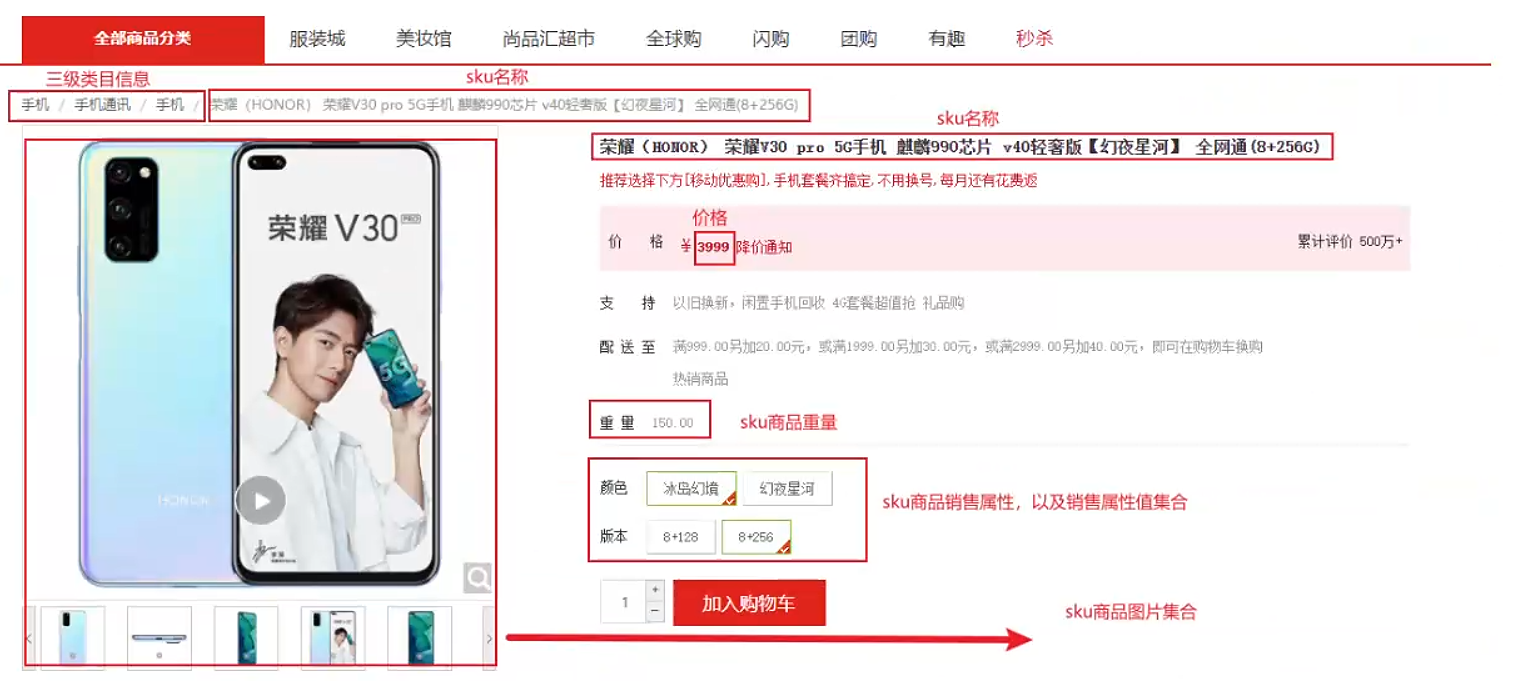 全部商品分类 服装城 美妆馆 尚品汇超市 全球购 闪购 团购 有趣 秒杀
三级类目信息 sku名称
手机 / 手机通讯 / 手机 / 荣耀（HONOR） 荣耀V30 pro 5G手机 麒麟990芯片 v40轻奢版【幻夜星河】 全网通(8+256G)
sku名称
荣耀（HONOR） 荣耀V30 pro 5G手机 麒麟990芯片 v40轻奢版【幻夜星河】 全网通(8+256G)
推荐选择下方[移动优惠购],手机套餐齐搞定,不用换号,每月还有花费返
价格
价 格 ¥ 3999 降价通知 累计评价 500万+
支 持 以旧换新，闲置手机回收 4G套餐超值抢 礼品购
配 送 至 满999.00另加20.00元，或满1999.00另加30.00元，或满2999.00另加40.00元，即可在购物车换购
热销商品
重 量 150.00 sku商品重量
颜色 冰岛幻境 幻夜星河
sku商品销售属性，以及销售属性值集合
版本 8+128 8+256
1 + − 加入购物车
sku商品图片集合
荣耀 V30 PRO
5G
HONOR